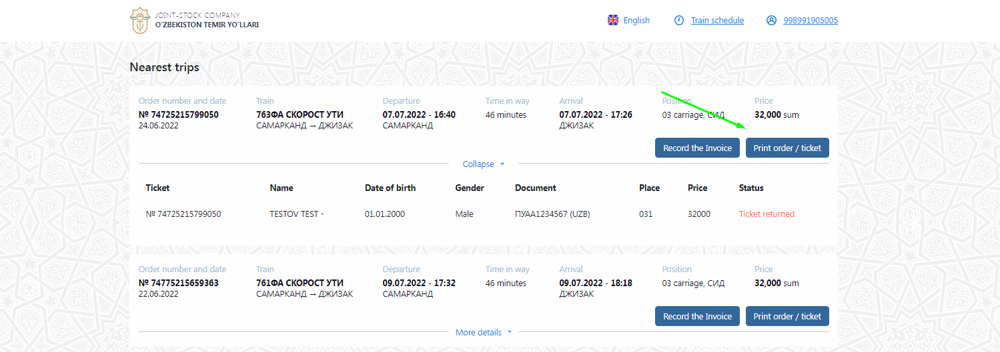 JOINT-STOCK COMPANY
O‘ZBEKISTON TEMIR YO‘LLARI
English
Train schedule
998991905005
Nearest trips
Order number and date Train Departure Time in way Arrival Position Price
№ 74725215799050 763ФА СКОРОСТ УТИ 07.07.2022 - 16:40 46 minutes 07.07.2022 - 17:26 03 carriage, СИД 32,000 sum
24.06.2022 САМАРКАНД → ДЖИЗАК САМАРКАНД ДЖИЗАК
Record the Invoice Print order / ticket
Collapse
Ticket Name Date of birth Gender Document Place Price Status
№ 74725215799050 TESTOV TEST - 01.01.2000 Male ПУАА1234567 (UZB) 031 32000 Ticket returned
Order number and date Train Departure Time in way Arrival Position Price
№ 74775215659363 761ФА СКОРОСТ УТИ 09.07.2022 - 17:32 46 minutes 09.07.2022 - 18:18 03 carriage, СИД 32,000 sum
22.06.2022 САМАРКАНД → ДЖИЗАК САМАРКАНД ДЖИЗАК
Record the Invoice Print order / ticket
More details